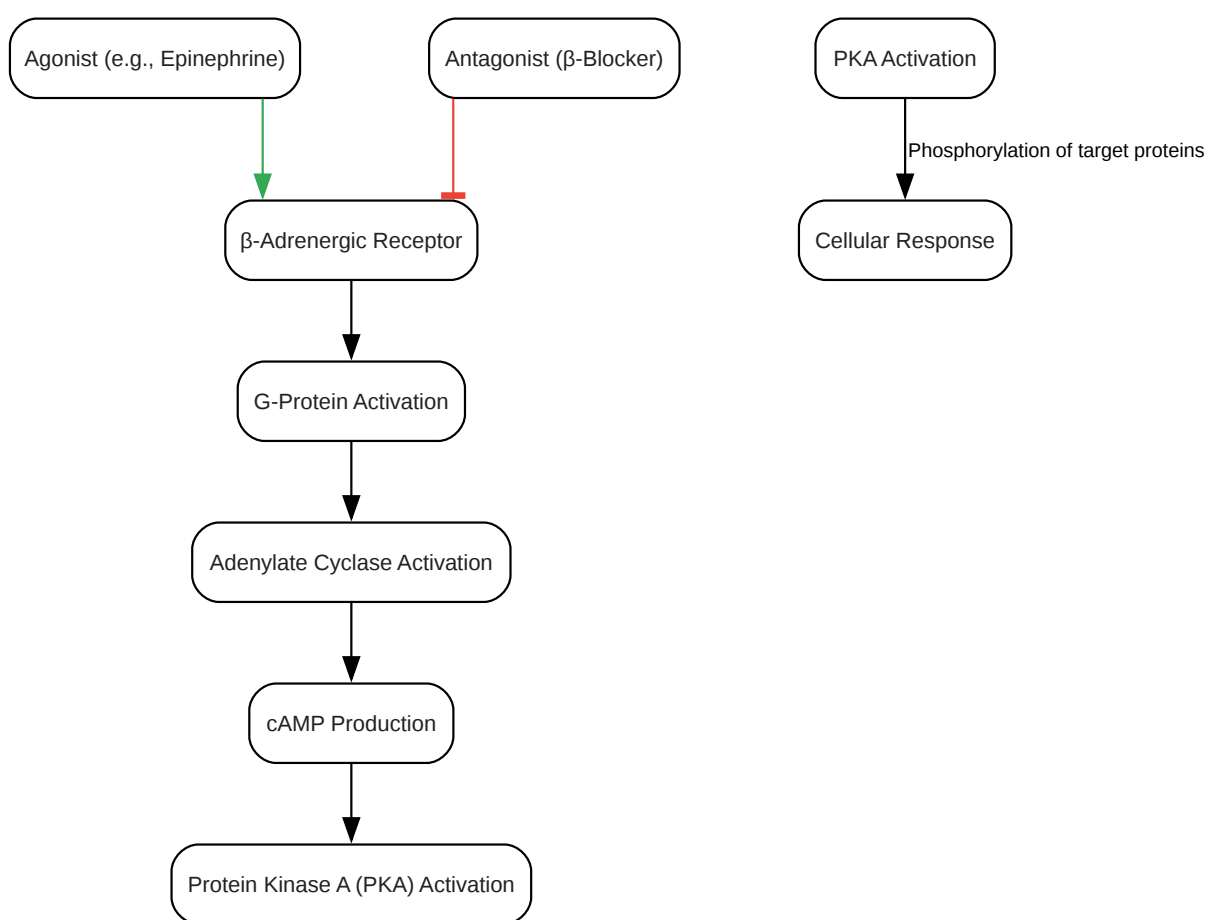 Agonist (e.g., Epinephrine)
Antagonist (β-Blocker)
PKA Activation
Phosphorylation of target proteins
β-Adrenergic Receptor
Cellular Response
G-Protein Activation
Adenylate Cyclase Activation
cAMP Production
Protein Kinase A (PKA) Activation